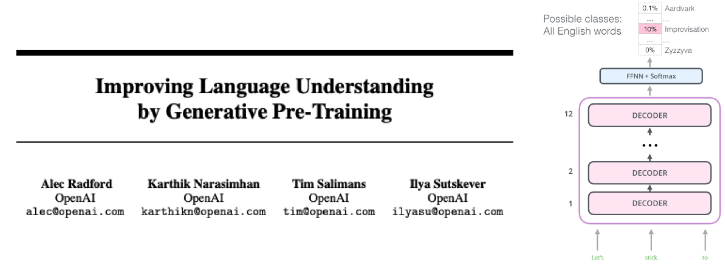 Improving Language Understanding
by Generative Pre-Training
Alec Radford
OpenAI
alec@openai.com
Karthik Narasimhan
OpenAI
karthikn@openai.com
Tim Salimans
OpenAI
tim@openai.com
Ilya Sutskever
OpenAI
ilyasu@openai.com
Possible classes:
All English words
0.1% Aardvark
... ...
10% Improvisation
... ...
0% Zyzzyva
FFNN + Softmax
12 DECODER
...
2 DECODER
1 DECODER
Let's stick to